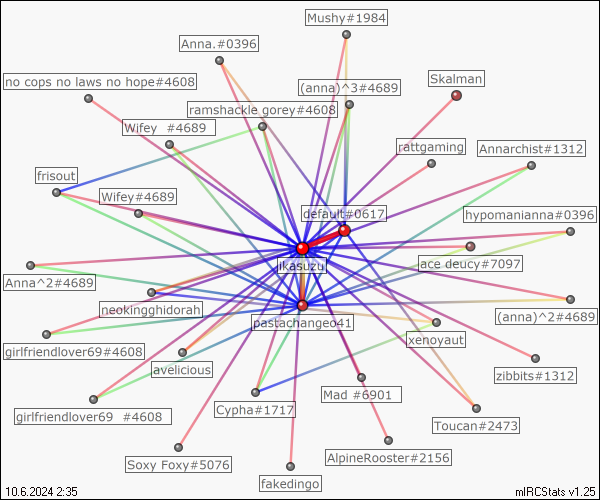 Mushy#1984
Anna.#0396
no cops no laws no hope#4608
(anna)^3#4689
Skalman
ramshackle gorey#4608
Wifey #4689
rattgaming
Annarchist#1312
frisout
Wifey#4689
default#0617
hypomanianna#0396
ikasuzu
ace deucy#7097
Anna^2#4689
neokingghidorah
(anna)^2#4689
pastachangeo41
girlfriendlover69#4608
xenoyaut
avelicious
zibbits#1312
Mad #6901
girlfriendlover69 #4608
Cypha#1717
Toucan#2473
Soxy Foxy#5076
AlpineRooster#2156
fakedingo
10.6.2024 2:35
mIRCStats v1.25